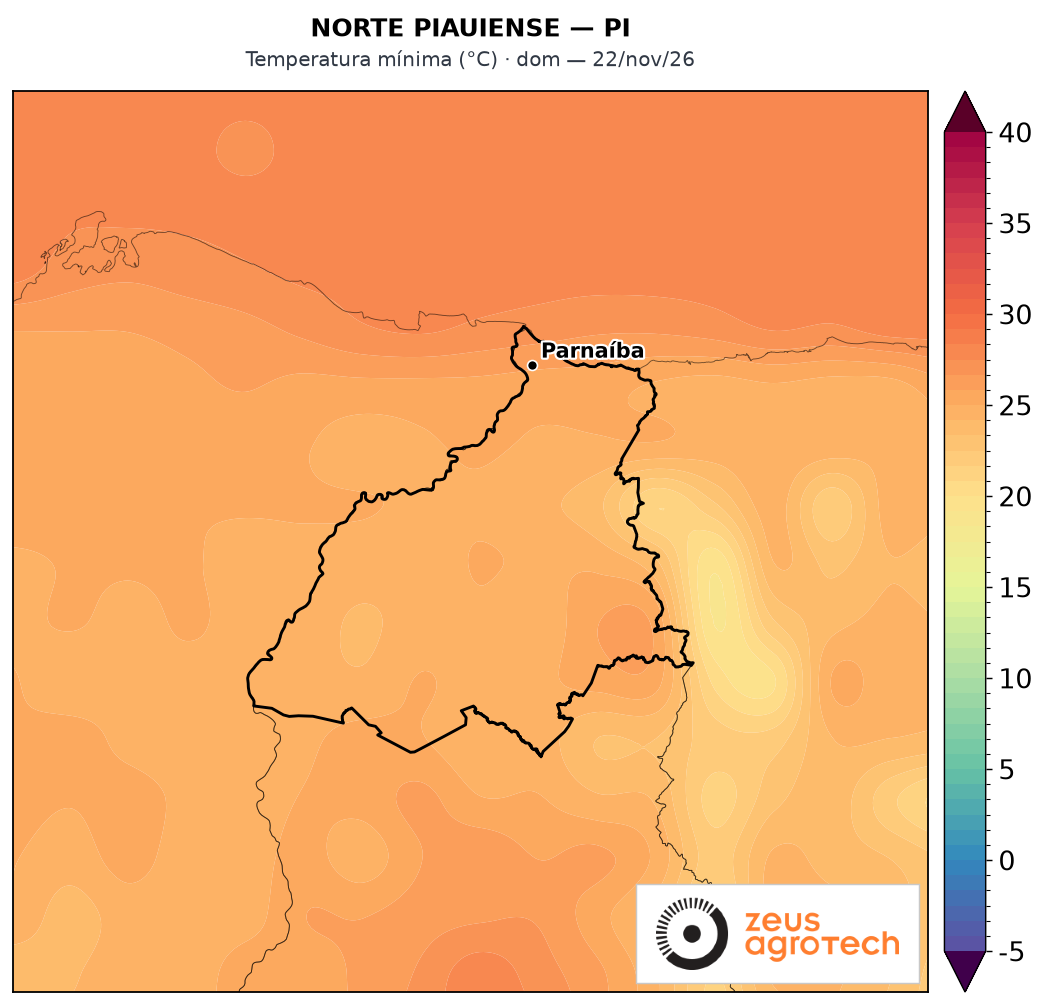 NORTE PIAUIENSE — PI
Temperatura mínima (°C) · dom — 22/nov/26
Parnaíba
40
35
30
25
20
15
10
5
0
-5
zeus
agrotech